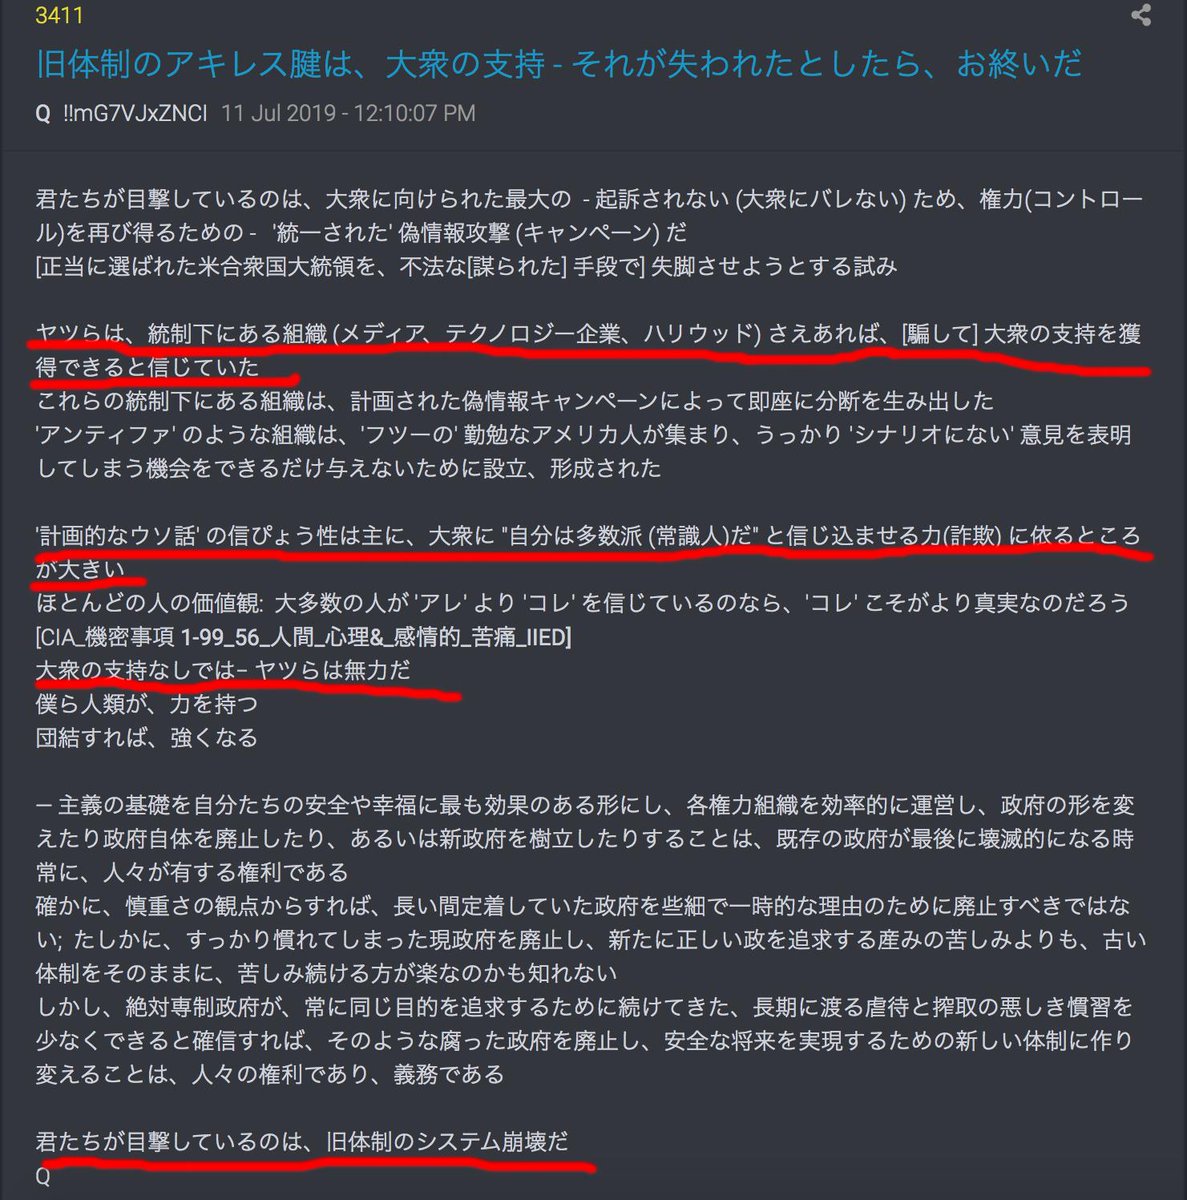 3411
旧体制のアキレス腱は、大衆の支持 - それが失われたとしたら、お終いだ
Q !!mG7VJxZNCI 11 Jul 2019 - 12:10:07 PM
君たちが目撃しているのは、大衆に向けられた最大の - 起訴されない (大衆にバレない) ため、権力(コントロー
ル)を再び得るための - '統一された' 偽情報攻撃 (キャンペーン) だ
[正当に選ばれた米合衆国大統領を、不法な[謀られた] 手段で] 失脚させようとする試み
ヤツらは、統制下にある組織 (メディア、テクノロジー企業、ハリウッド) さえあれば、[騙して] 大衆の支持を獲
得できると信じていた
これらの統制下にある組織は、計画された偽情報キャンペーンによって即座に分断を生み出した
'アンティファ' のような組織は、'フツーの' 勤勉なアメリカ人が集まり、うっかり 'シナリオにない' 意見を表明
してしまう機会をできるだけ与えないために設立、形成された
'計画的なウソ話' の信ぴょう性は主に、大衆に "自分は多数派 (常識人)だ" と信じ込ませる力(詐欺) に依るところ
が大きい
ほとんどの人の価値観: 大多数の人が 'アレ' より 'コレ' を信じているのなら、'コレ' こそがより真実なのだろう
[CIA_機密事項 1-99_56_人間_心理&_感情的_苦痛_IIED]
大衆の支持なしでは– ヤツらは無力だ
僕ら人類が、力を持つ
団結すれば、強くなる
— 主義の基礎を自分たちの安全や幸福に最も効果のある形にし、各権力組織を効率的に運営し、政府の形を変
えたり政府自体を廃止したり、あるいは新政府を樹立したりすることは、既存の政府が最後に壊滅的になる時
常に、人々が有する権利である
確かに、慎重さの観点からすれば、長い間定着していた政府を些細で一時的な理由のために廃止すべきではな
い; たしかに、すっかり慣れてしまった現政府を廃止し、新たに正しい政を追求する産みの苦しみよりも、古い
体制をそのままに、苦しみ続ける方が楽なのかも知れない
しかし、絶対専制政府が、常に同じ目的を追求するために続けてきた、長期に渡る虐待と搾取の悪しき慣習を
少なくできると確信すれば、そのような腐った政府を廃止し、安全な将来を実現するための新しい体制に作り
変えることは、人々の権利であり、義務である
君たちが目撃しているのは、旧体制のシステム崩壊だ
Q